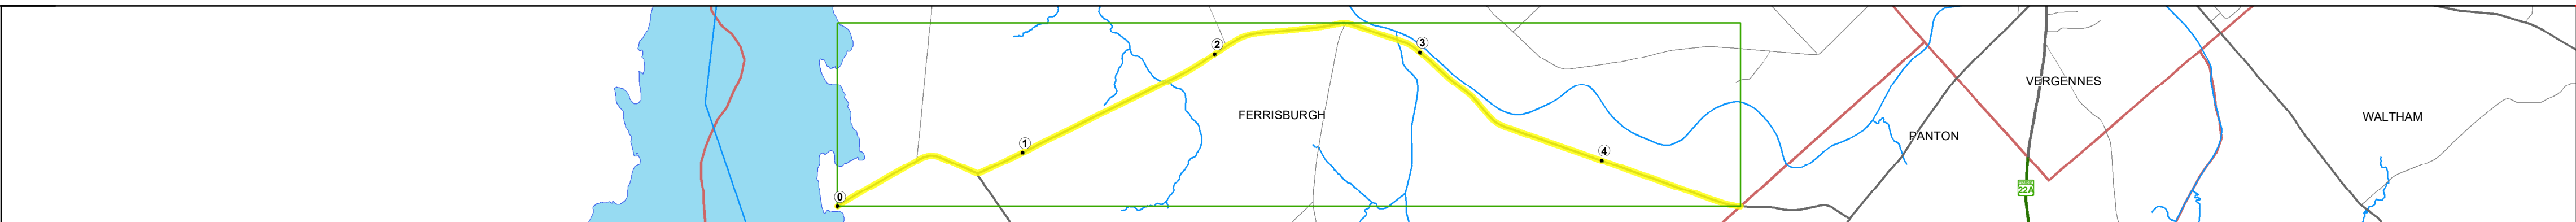 2
3
VERGENNES
FERRISBURGH
WALTHAM
PANTON
1
4
22A
0